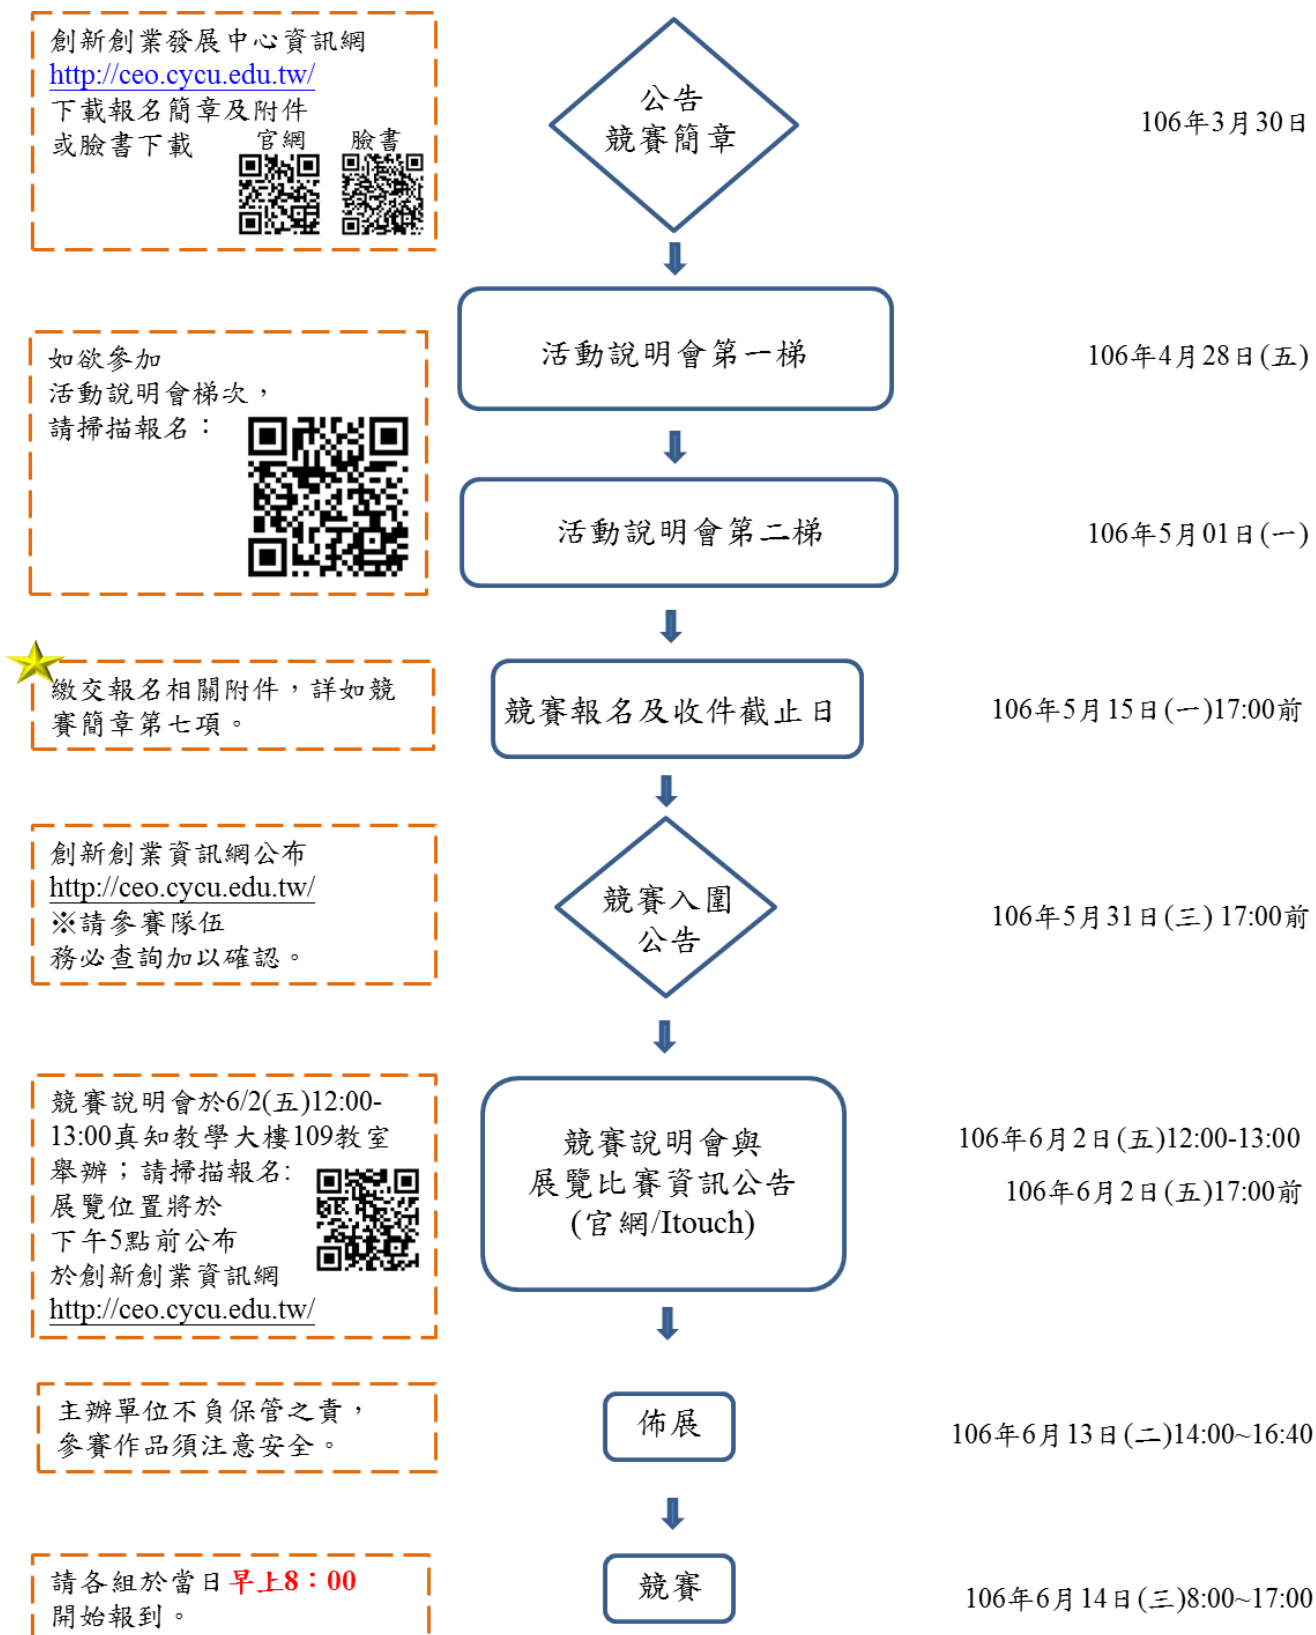 創新創業發展中心資訊網
http://ceo.cycu.edu.tw/
下載報名簡章及附件
或臉書下載
官網 臉書
公告
競賽簡章
106年3月30日
如欲參加
活動說明會梯次，
請掃描報名：
活動說明會第一梯
106年4月28日(五)
活動說明會第二梯
106年5月01日(一)
繳交報名相關附件，詳如競
賽簡章第七項。
競賽報名及收件截止日
106年5月15日(一)17:00前
創新創業資訊網公布
http://ceo.cycu.edu.tw/
※請參賽隊伍
務必查詢加以確認。
競賽入圍
公告
106年5月31日(三) 17:00前
競賽說明會於6/2(五)12:00-
13:00真知教學大樓109教室
舉辦；請掃描報名:
展覽位置將於
下午5點前公布
於創新創業資訊網
http://ceo.cycu.edu.tw/
競賽說明會與
展覽比賽資訊公告
(官網/Itouch)
106年6月2日(五)12:00-13:00
106年6月2日(五)17:00前
主辦單位不負保管之責，
參賽作品須注意安全。
佈展
106年6月13日(二)14:00~16:40
請各組於當日早上8：00
開始報到。
競賽
106年6月14日(三)8:00~17:00